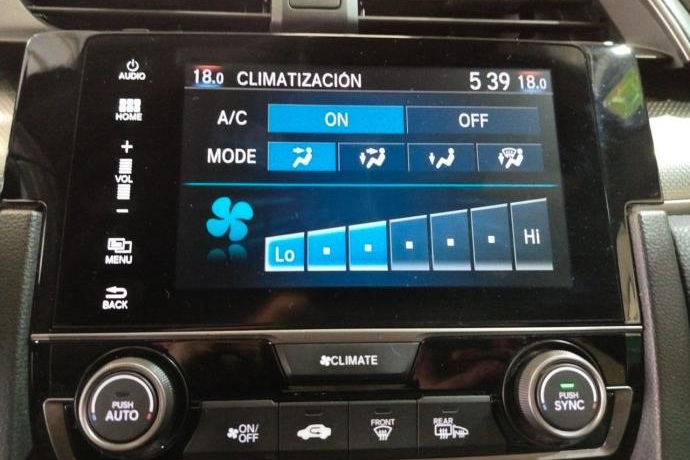 AUDIO
HOME
VOL
MENU
BACK
18.0 CLIMATIZACIÓN 5 39 18.0
A/C ON OFF
MODE
Lo Hi
CLIMATE
PUSH AUTO
ON/OFF
FRONT
REAR
PUSH SYNC